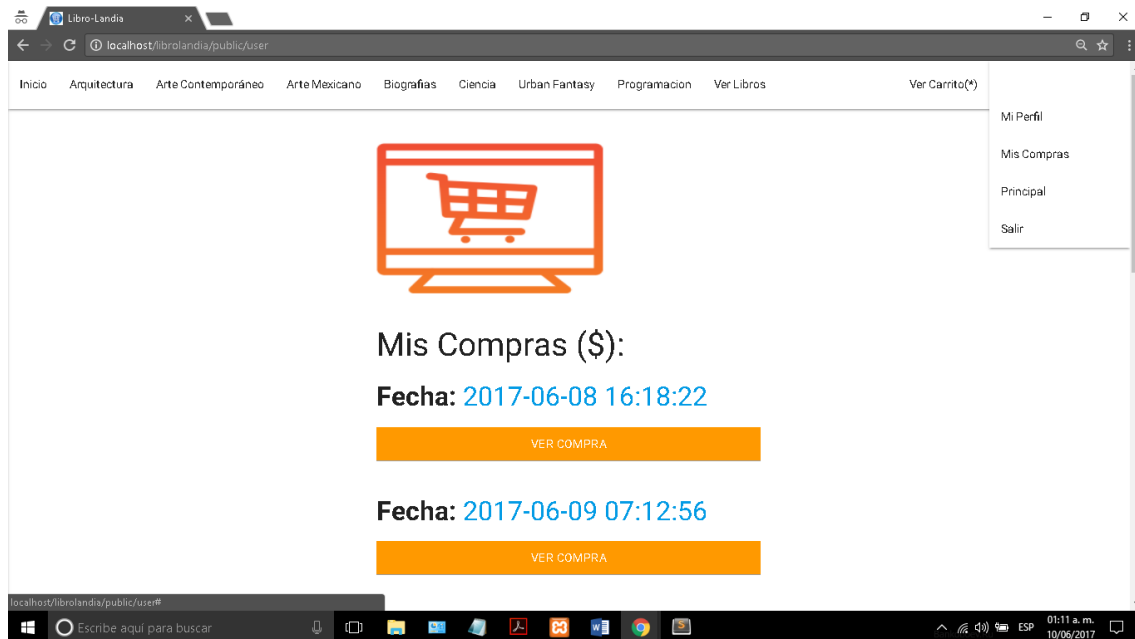 Libro-Landia
localhost/librolandia/public/user
Inicio Arquitectura Arte Contemporáneo Arte Mexicano Biografias Ciencia Urban Fantasy Programacion Ver Libros Ver Carrito(*)
Mi Perfil
Mis Compras
Principal
Salir
Mis Compras ($):
Fecha: 2017-06-08 16:18:22
VER COMPRA
Fecha: 2017-06-09 07:12:56
VER COMPRA
localhost/librolandia/public/user#
Escribe aquí para buscar
ESP
01:11 a. m.
10/06/2017